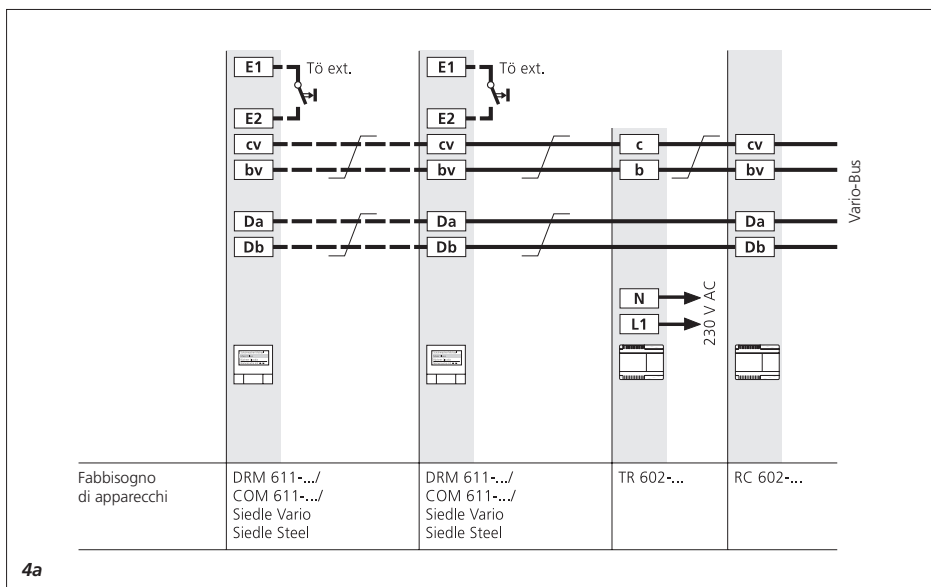 E1 Tö ext. E1 Tö ext.
E2 E2
cv cv c cv
bv bv b bv
Vario-Bus
Da Da Da
Db Db Db
N
L1
230 V AC
Fabbisogno
di apparecchi
DRM 611-.../
COM 611-.../
Siedle Vario
Siedle Steel
DRM 611-.../
COM 611-.../
Siedle Vario
Siedle Steel
TR 602-...
RC 602-...
4a